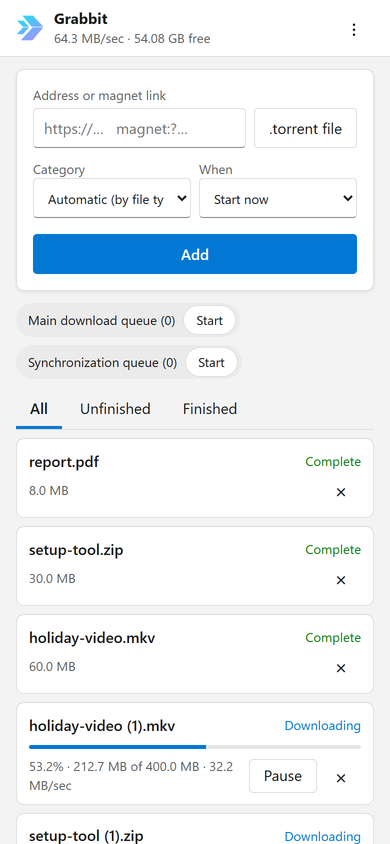 Grabbit
64.3 MB/sec · 54.08 GB free
Address or magnet link
https://... magnet:?...
.torrent file
Category
When
Automatic (by file ty
Start now
Add
Main download queue (0) Start
Synchronization queue (0) Start
All Unfinished Finished
report.pdf Complete
8.0 MB
setup-tool.zip Complete
30.0 MB
holiday-video.mkv Complete
60.0 MB
holiday-video (1).mkv Downloading
53.2% · 212.7 MB of 400.0 MB · 32.2
MB/sec
Pause
setup-tool (1).zip Downloading